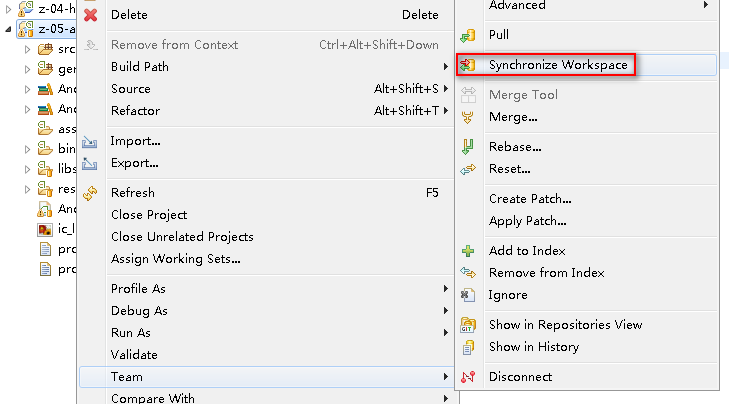 z-04-h
z-05-a
src
ger
And
And
ass
bin
libs
res
And
ic_l
pro
pro
Delete Delete
Remove from Context Ctrl+Alt+Shift+Down
Build Path
Source Alt+Shift+S
Refactor Alt+Shift+T
Import...
Export...
Refresh F5
Close Project
Close Unrelated Projects
Assign Working Sets...
Profile As
Debug As
Run As
Validate
Team
Compare With
Advanced
Pull
Synchronize Workspace
Merge Tool
Merge...
Rebase...
Reset...
Create Patch...
Apply Patch...
Add to Index
Remove from Index
Ignore
GIT
Show in Repositories View
Show in History
Disconnect